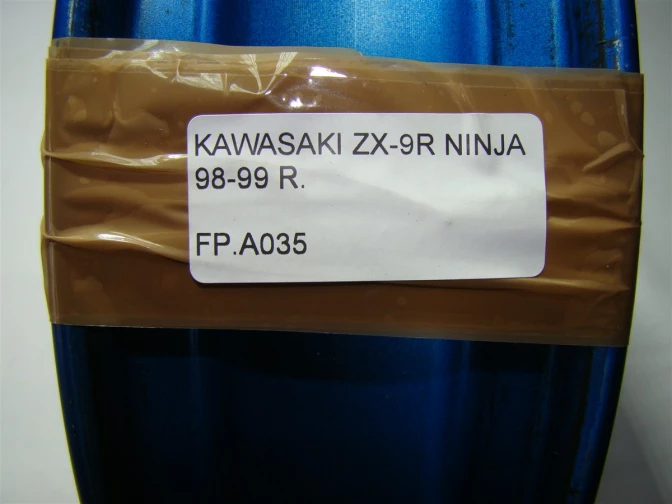 KAWASAKI ZX-9R NINJA
98-99 R.
FP.A035